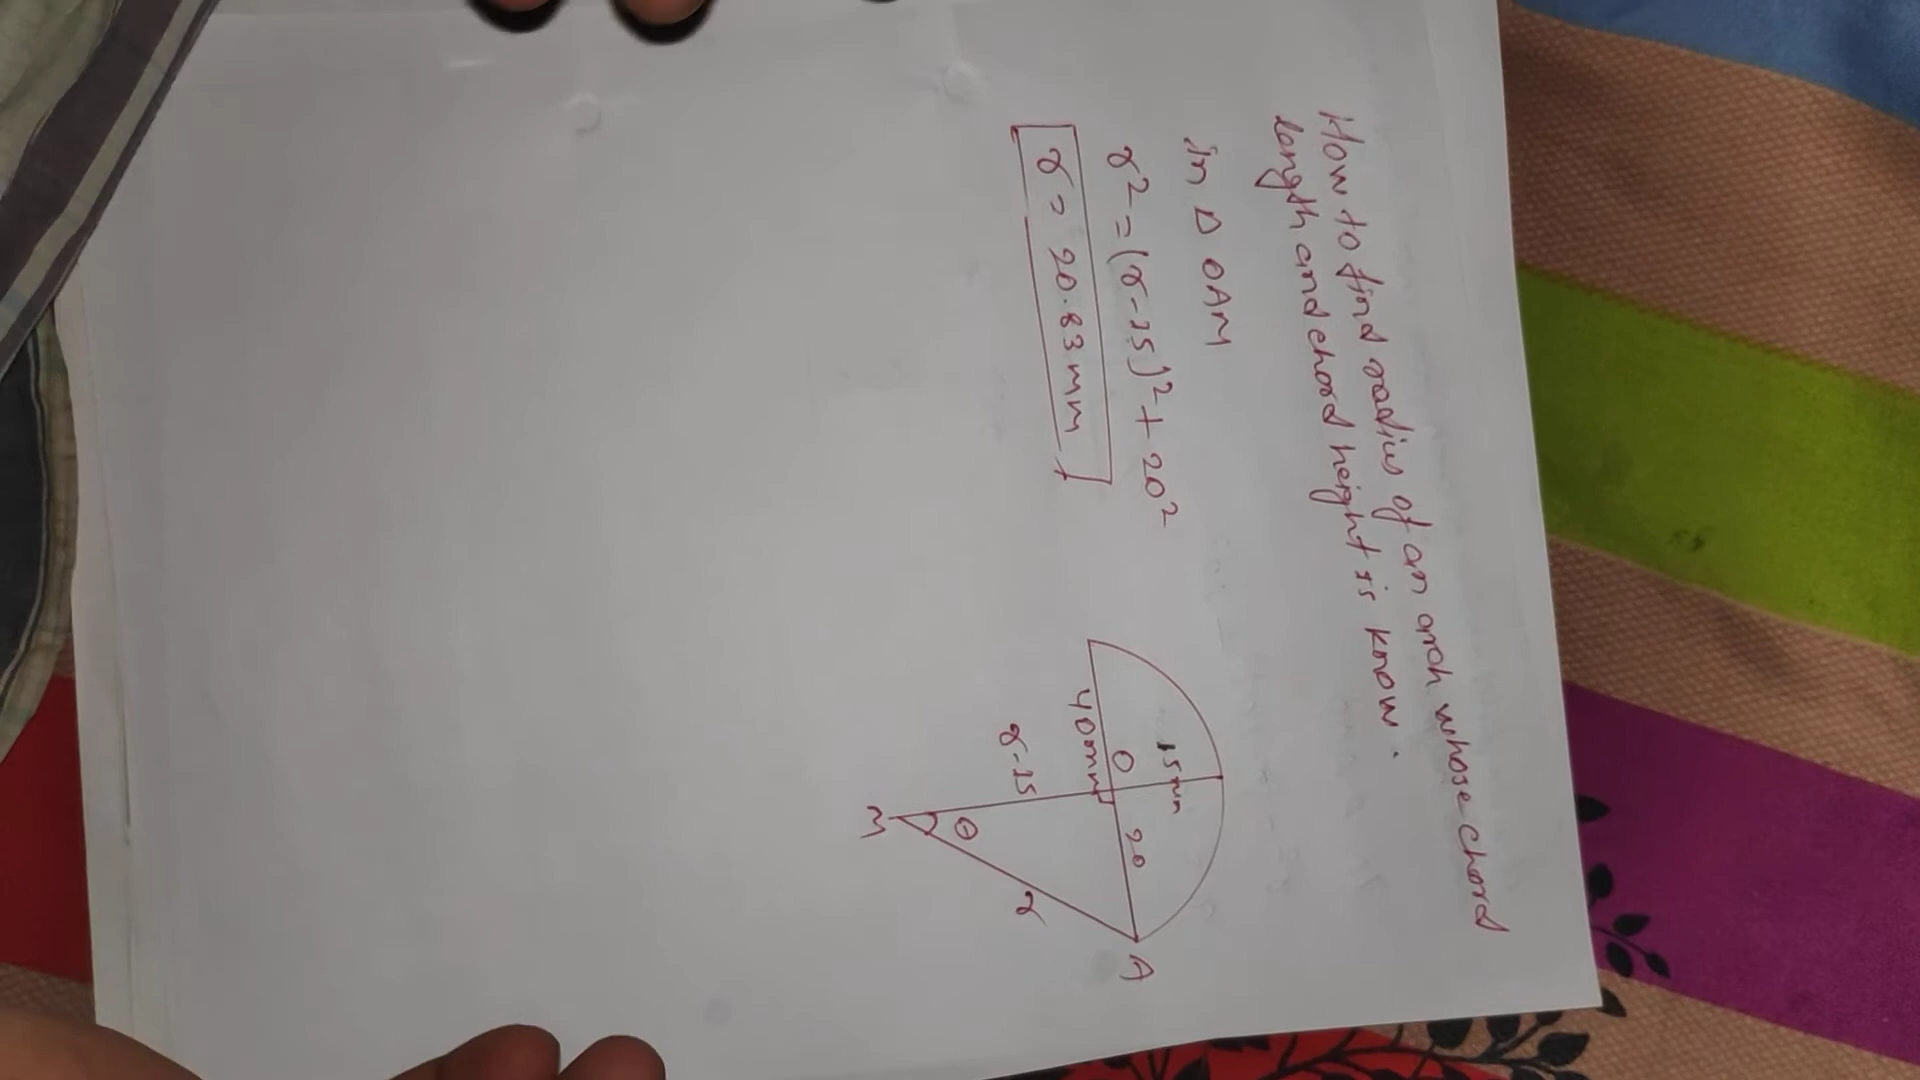 How to find radius of an arch whose chord
length and chord height is know.
in Δ OAM
r² = (r-15)² + 20²
r = 20.83 mm
15mm
O
20
A
40mm
r-15
θ
r
M